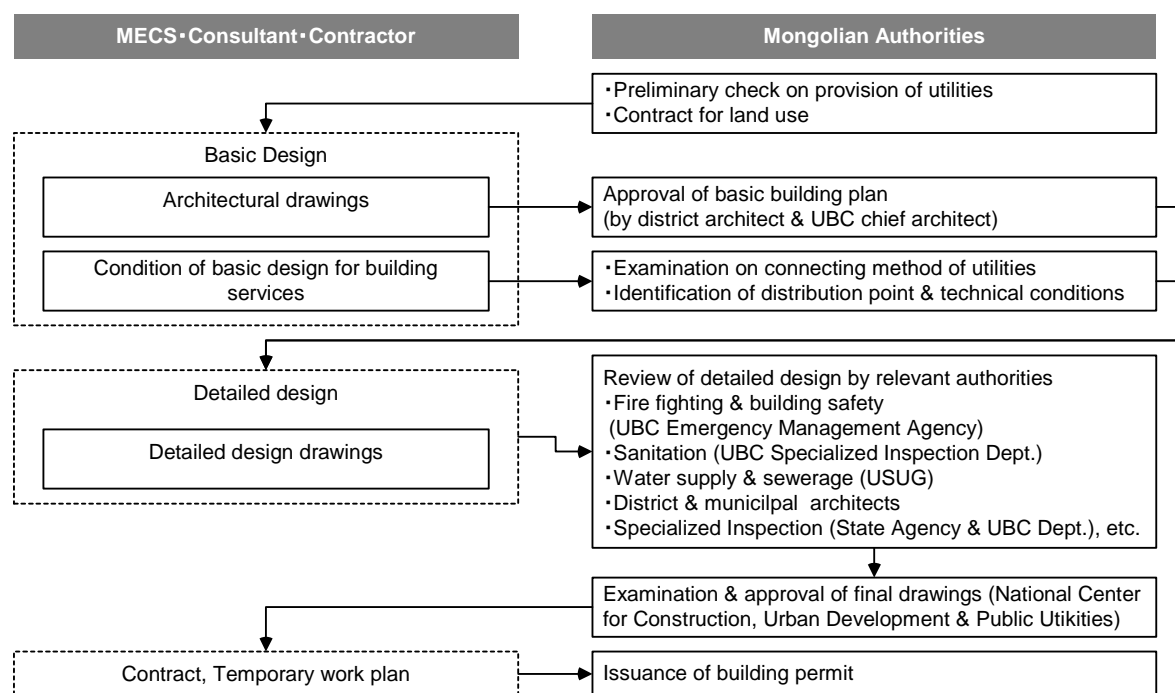 MECS・Consultant・Contractor
Mongolian Authorities
・Preliminary check on provision of utilities
・Contract for land use
Basic Design
Architectural drawings
Approval of basic building plan
(by district architect & UBC chief architect)
Condition of basic design for building
services
・Examination on connecting method of utilities
・Identification of distribution point & technical conditions
Detailed design
Detailed design drawings
Review of detailed design by relevant authorities
・Fire fighting & building safety
(UBC Emergency Management Agency)
・Sanitation (UBC Specialized Inspection Dept.)
・Water supply & sewerage (USUG)
・District & municilpal architects
・Specialized Inspection (State Agency & UBC Dept.), etc.
Examination & approval of final drawings (National Center
for Construction, Urban Development & Public Utikities)
Contract, Temporary work plan
Issuance of building permit